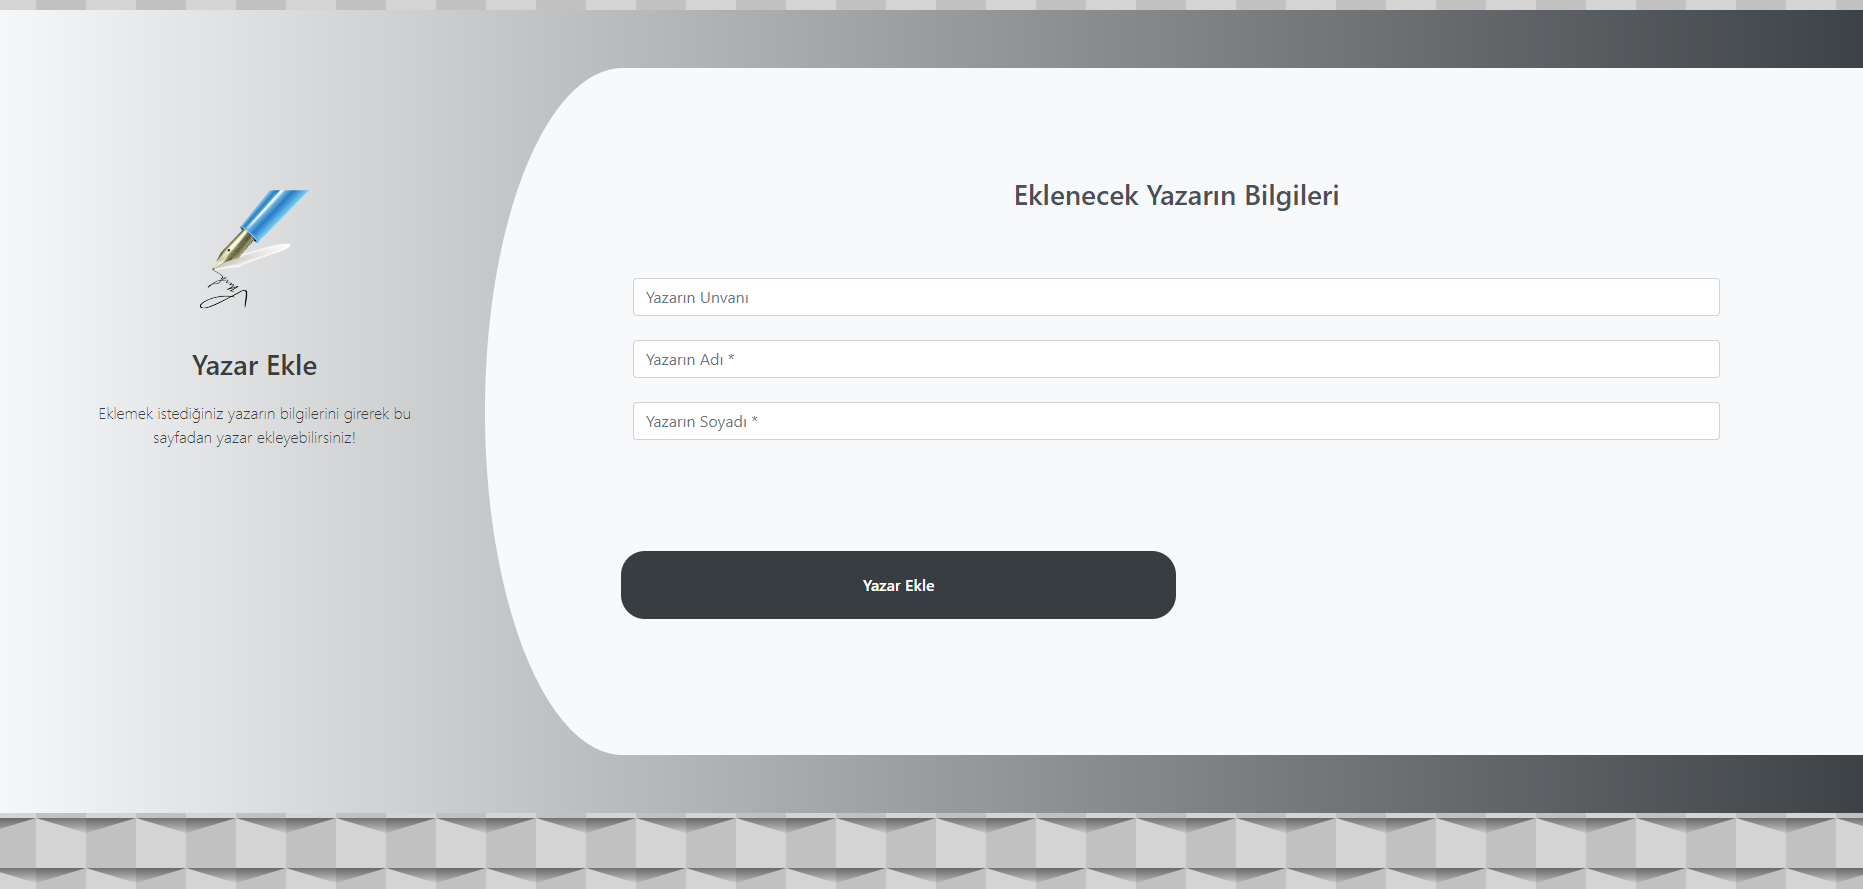 Yazar Ekle
Eklemek istediğiniz yazarın bilgilerini girerek bu
sayfadan yazar ekleyebilirsiniz!
Eklenecek Yazarın Bilgileri
Yazarın Unvanı
Yazarın Adı *
Yazarın Soyadı *
Yazar Ekle